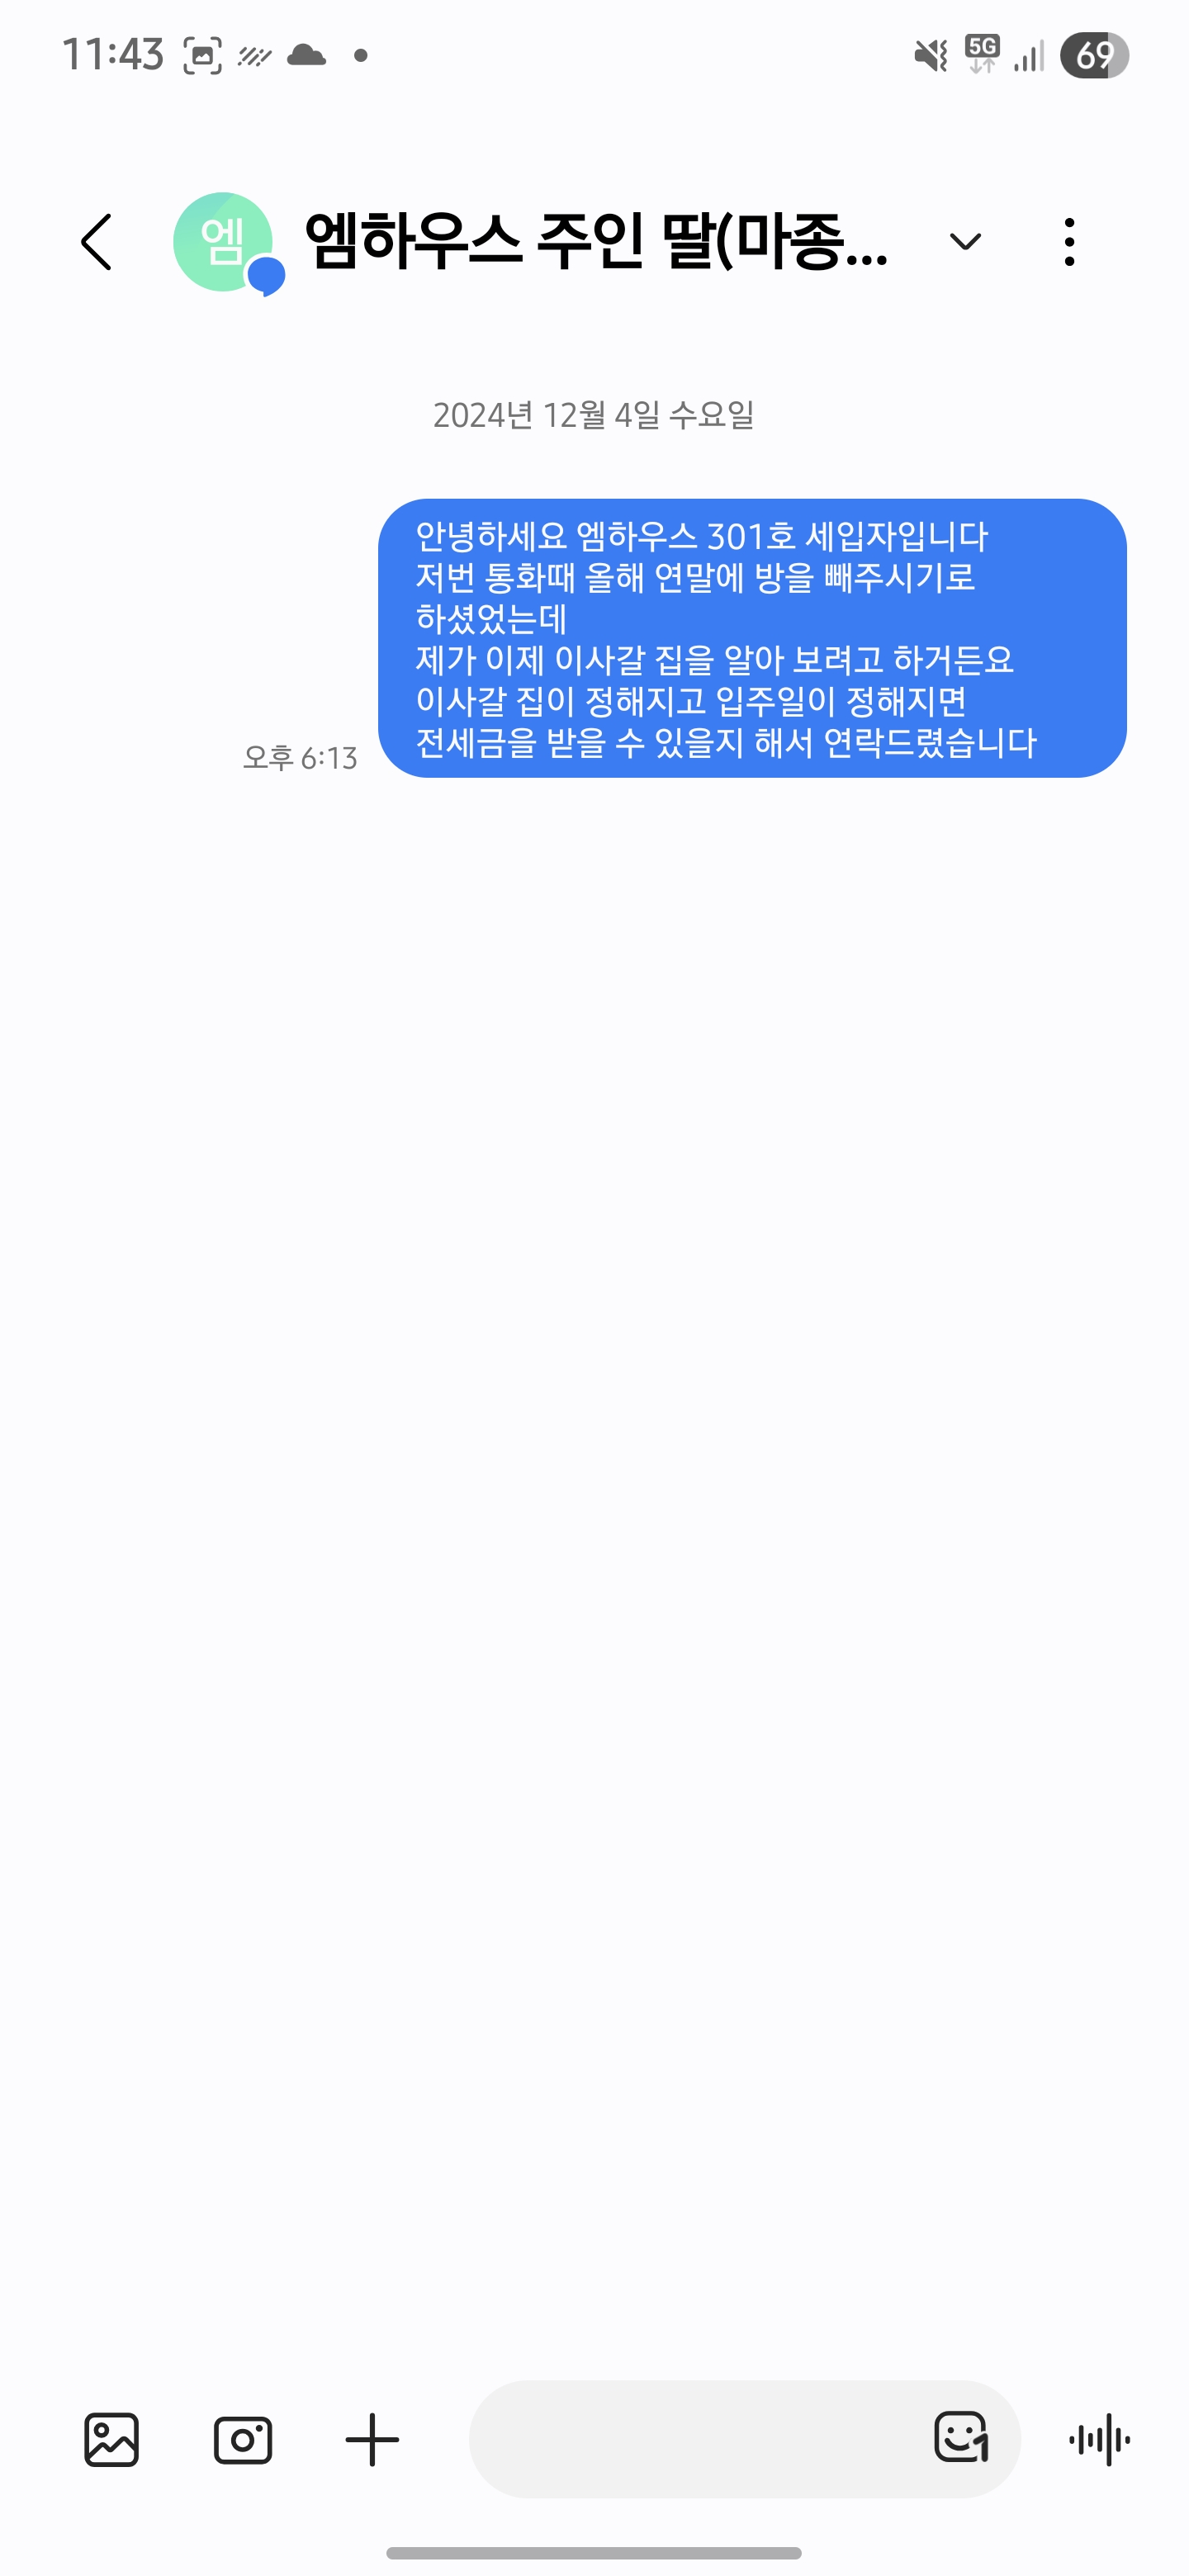 11:43
5G
69
엠
엠하우스 주인 딸(마종...
2024년 12월 4일 수요일
안녕하세요 엠하우스 301호 세입자입니다
저번 통화때 올해 연말에 방을 빼주시기로
하셨었는데
제가 이제 이사갈 집을 알아 보려고 하거든요
이사갈 집이 정해지고 입주일이 정해지면
전세금을 받을 수 있을지 해서 연락드렸습니다
오후 6:13
1